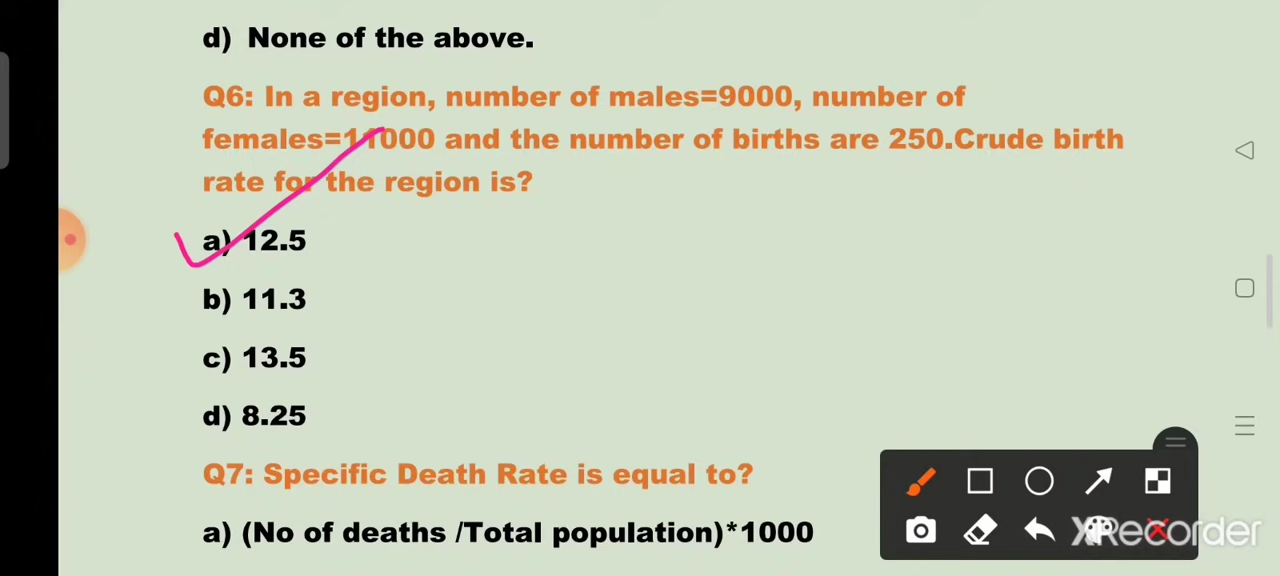 d) None of the above.
Q6: In a region, number of males=9000, number of
females=11000 and the number of births are 250.Crude birth
rate for the region is?
a) 12.5
b) 11.3
c) 13.5
d) 8.25
Q7: Specific Death Rate is equal to?
a) (No of deaths /Total population)*1000
XRecorder